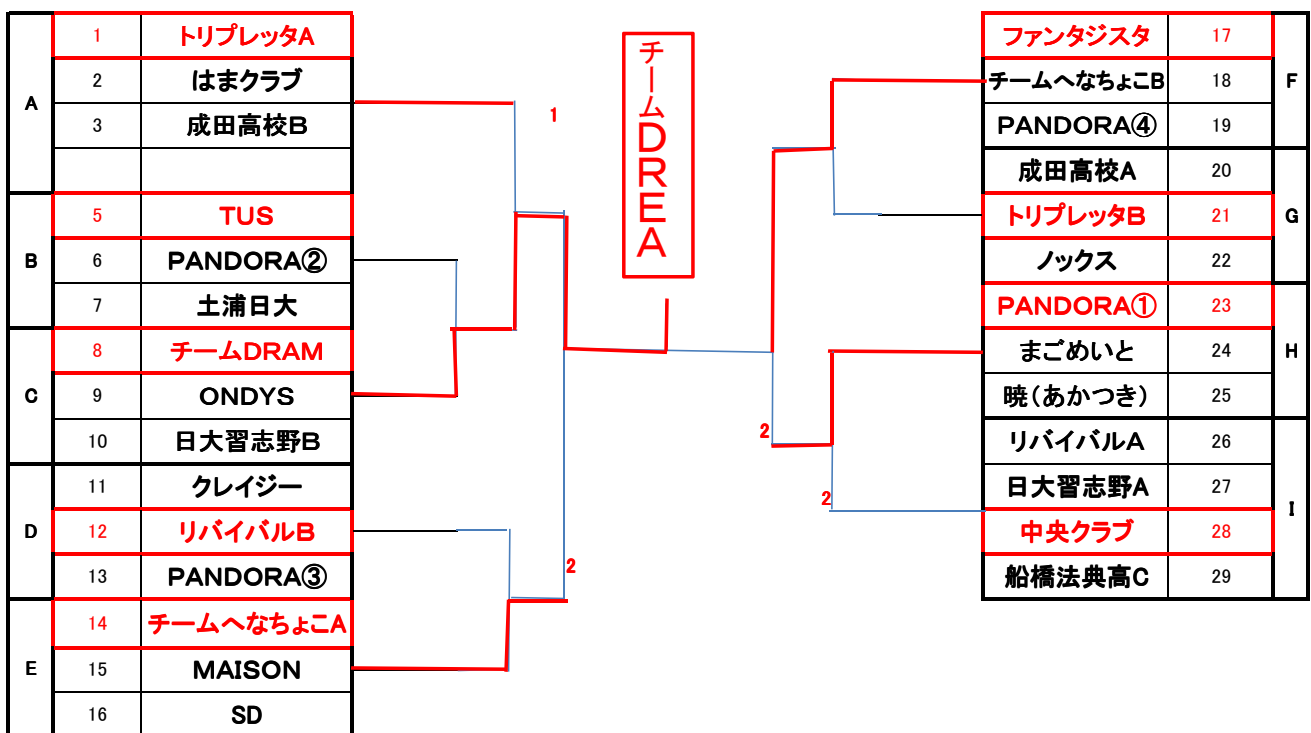 A
1 トリプレッタA
2 はまクラブ
3 成田高校B
B
5 TUS
6 PANDORA②
7 土浦日大
C
8 チームDRAM
9 ONDYS
10 日大習志野B
D
11 クレイジー
12 リバイバルB
13 PANDORA③
E
14 チームへなちょこA
15 MAISON
16 SD
1
2
チームDREA
2
2
ファンタジスタ 17
チームへなちょこB 18
PANDORA④ 19
F
成田高校A 20
トリプレッタB 21
ノックス 22
G
PANDORA① 23
まごめいと 24
暁(あかつき) 25
H
リバイバルA 26
日大習志野A 27
中央クラブ 28
船橋法典高C 29
I